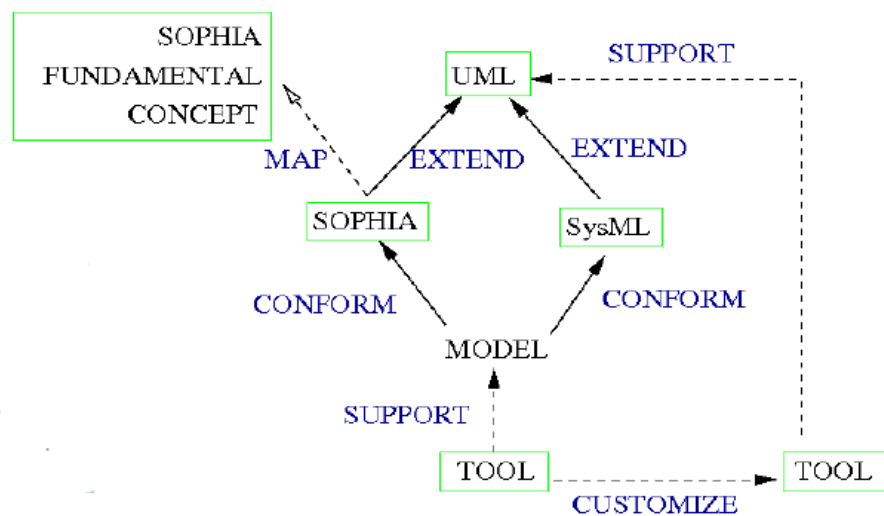 SOPHIA
FUNDAMENTAL
CONCEPT
UML
SUPPORT
MAP
EXTEND
EXTEND
SOPHIA
SysML
CONFORM
CONFORM
MODEL
SUPPORT
TOOL
TOOL
CUSTOMIZE